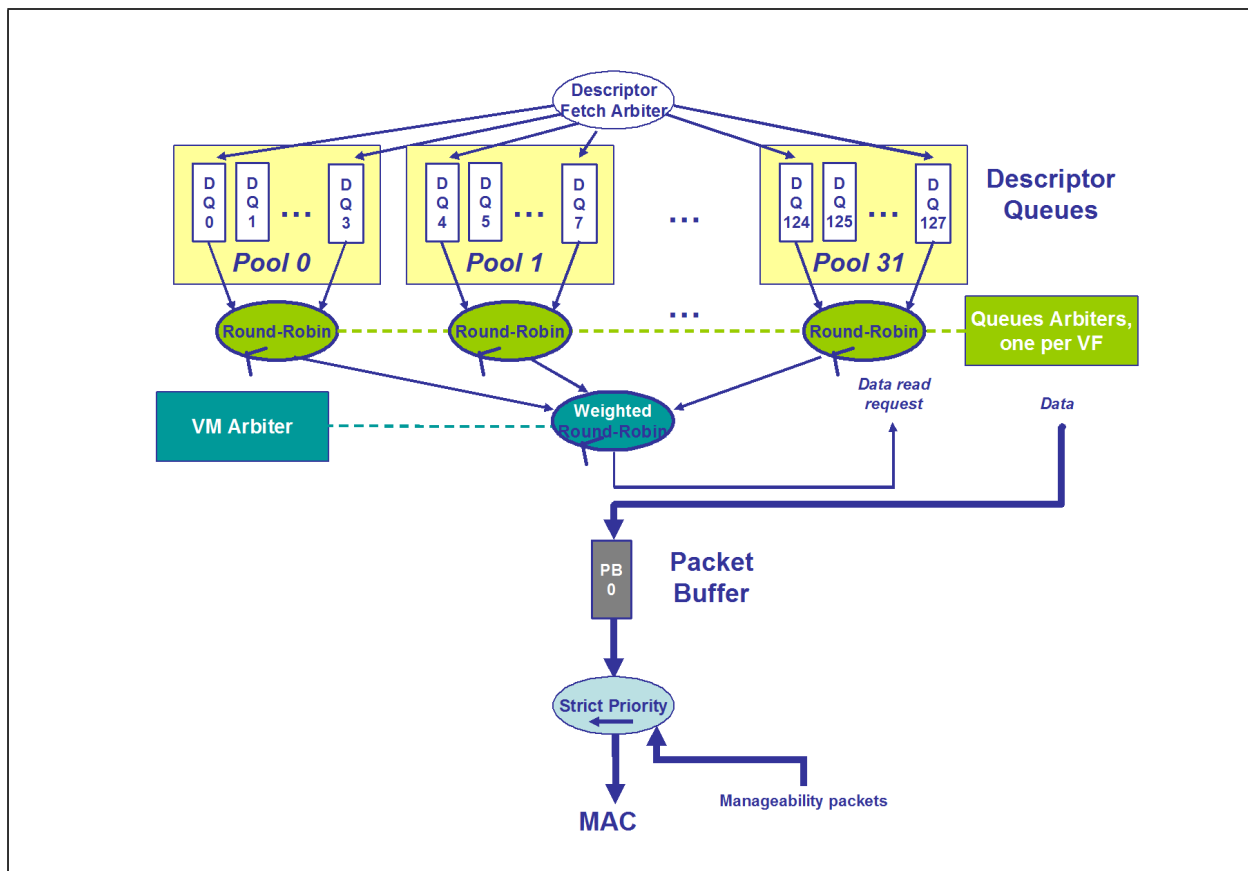 Descriptor
Fetch Arbiter
D
Q
0
D
Q
1
...
D
Q
3
Pool 0
D
Q
4
D
Q
5
...
D
Q
7
Pool 1
...
D
Q
124
D
Q
125
...
D
Q
127
Pool 31
Descriptor
Queues
Round-Robin
Round-Robin
...
Round-Robin
Queues Arbiters,
one per VF
VM Arbiter
Weighted
Round-Robin
Data read
request
Data
PB
0
Packet
Buffer
Strict Priority
Manageability packets
MAC